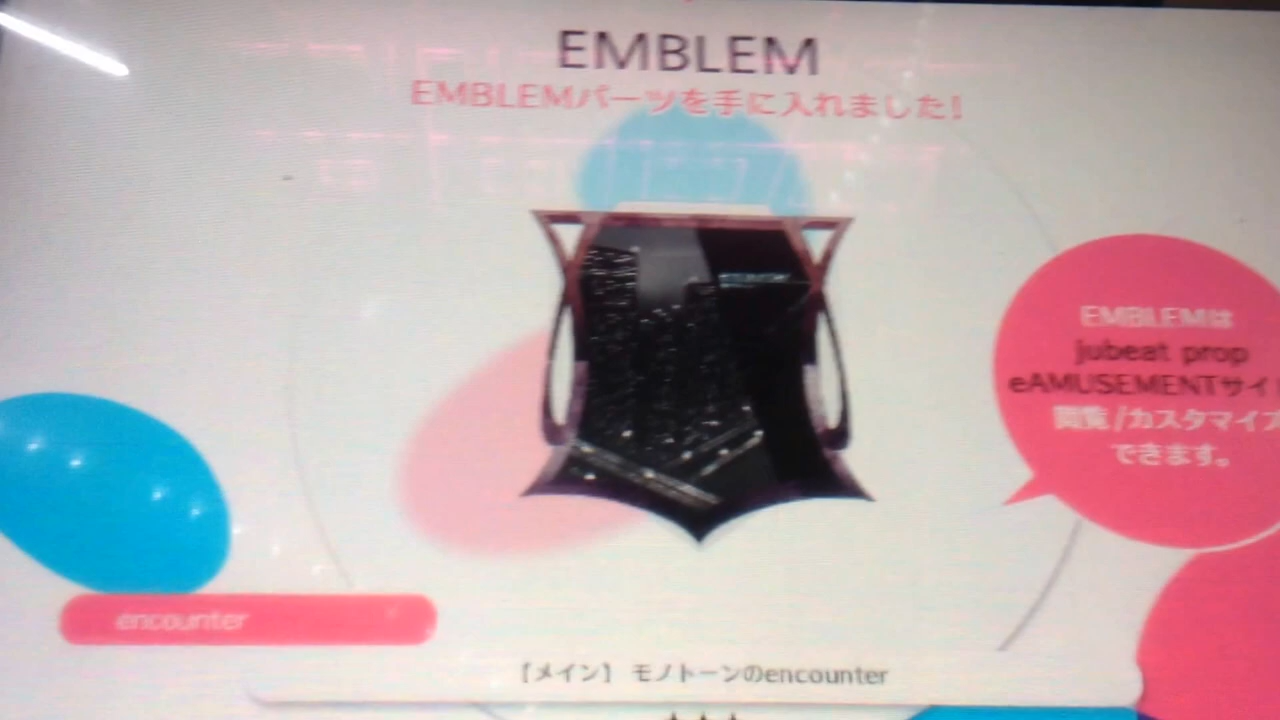 EMBLEM
EMBLEMパーツを手に入れました!
EMBLEMは
jubeat prop
eAMUSEMENTサイ
閲覧/カスタマイズ
できます。
encounter
【メイン】 モノトーンのencounter
★★★